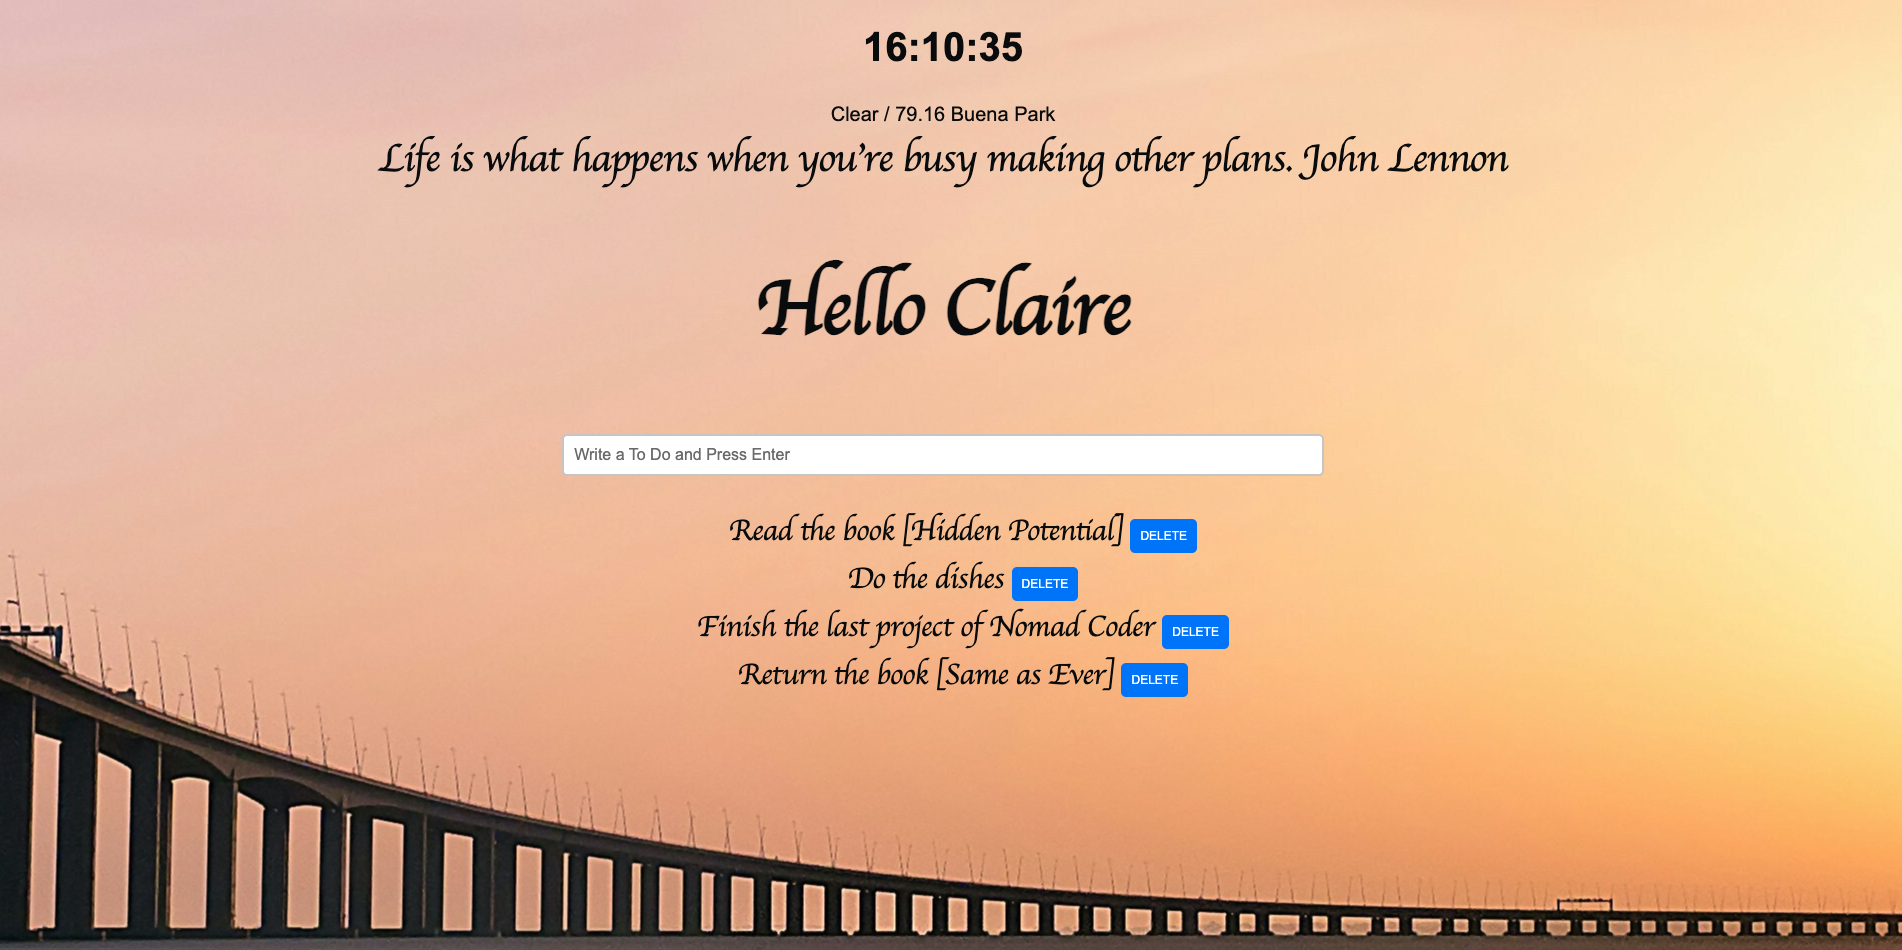 16:10:35
Clear / 79.16 Buena Park
Life is what happens when you're busy making other plans. John Lennon
Hello Claire
Write a To Do and Press Enter
Read the book [Hidden Potential] DELETE
Do the dishes DELETE
Finish the last project of Nomad Coder DELETE
Return the book [Same as Ever] DELETE